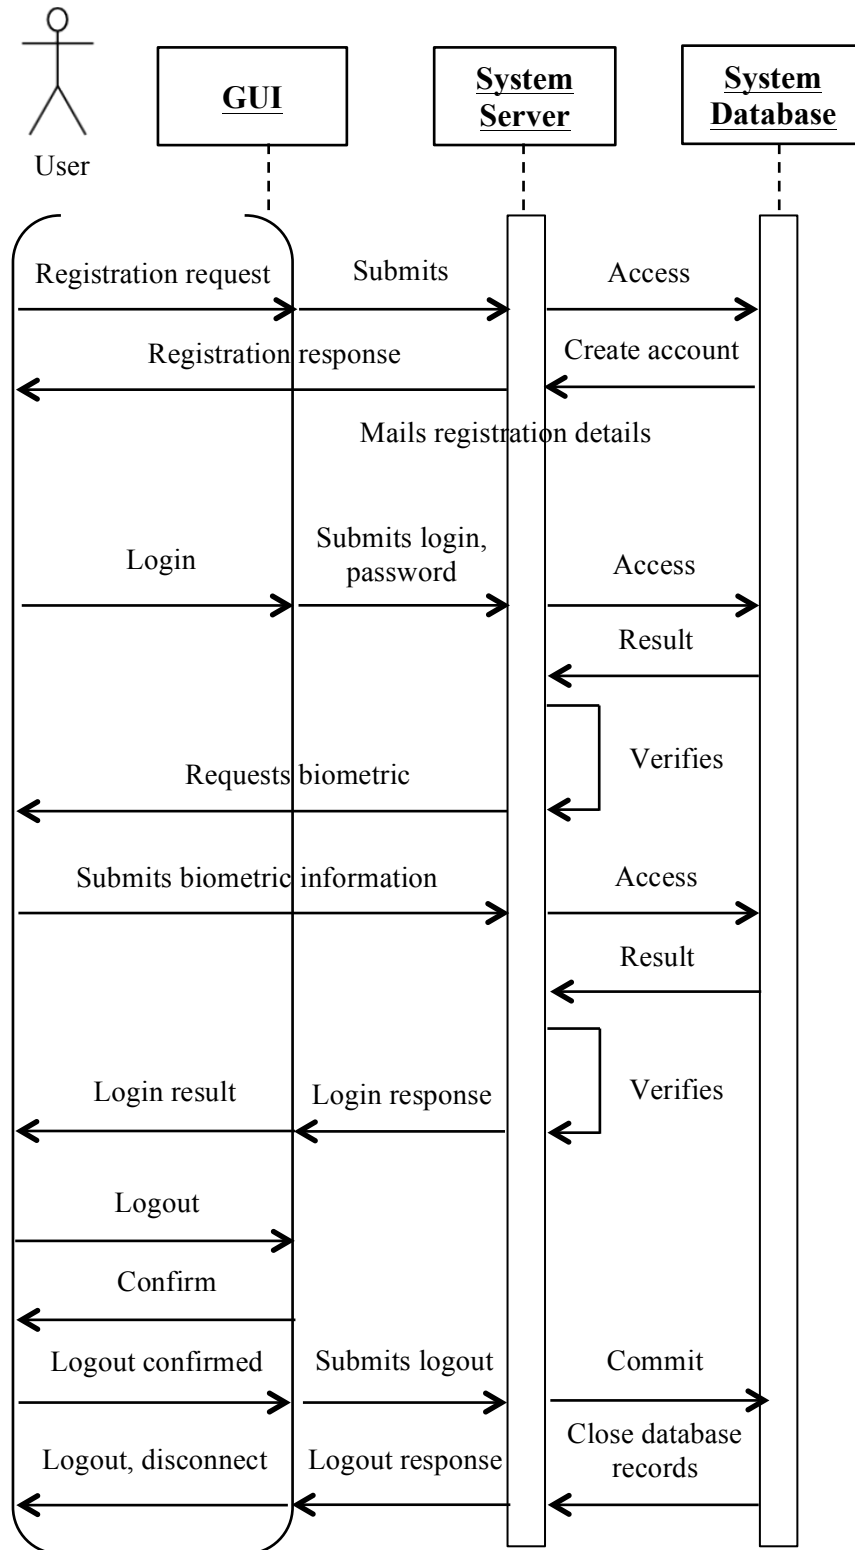 User
GUI
System
Server
System
Database
Registration request
Submits
Access
Registration response
Create account
Mails registration details
Login
Submits login,
password
Access
Result
Verifies
Requests biometric
Submits biometric information
Access
Result
Verifies
Login result
Login response
Logout
Confirm
Logout confirmed
Submits logout
Commit
Logout, disconnect
Logout response
Close database
records